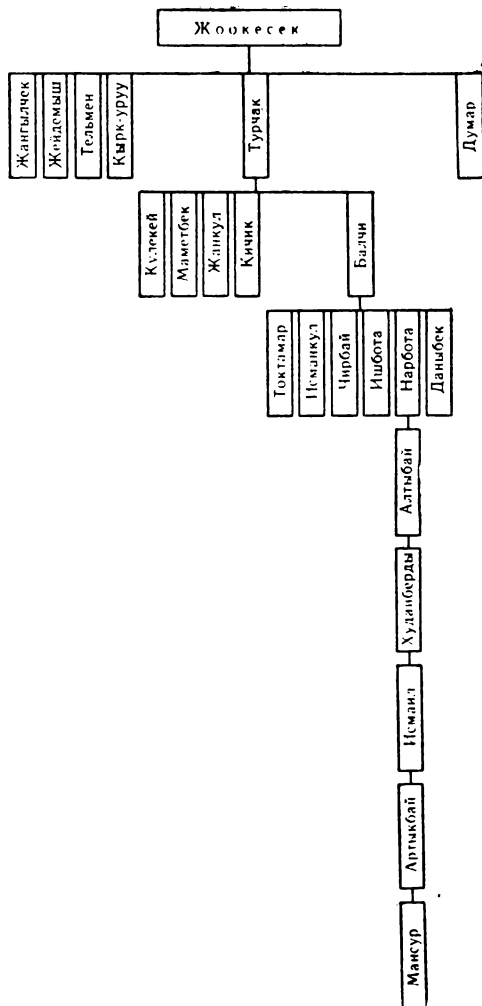 Жоокесек
Жангылчек
Жейдемыш
Тельмен
Кырк-уруу
Турчак
Думар
Кулекей
Маметбек
Жанкул
Кичик
Балчи
Токтамар
Исманкул
Чирбай
Ишбота
Нарбота
Даныбек
Алтыбай
Худайберды
Исмаил
Артыкбай
Мансур